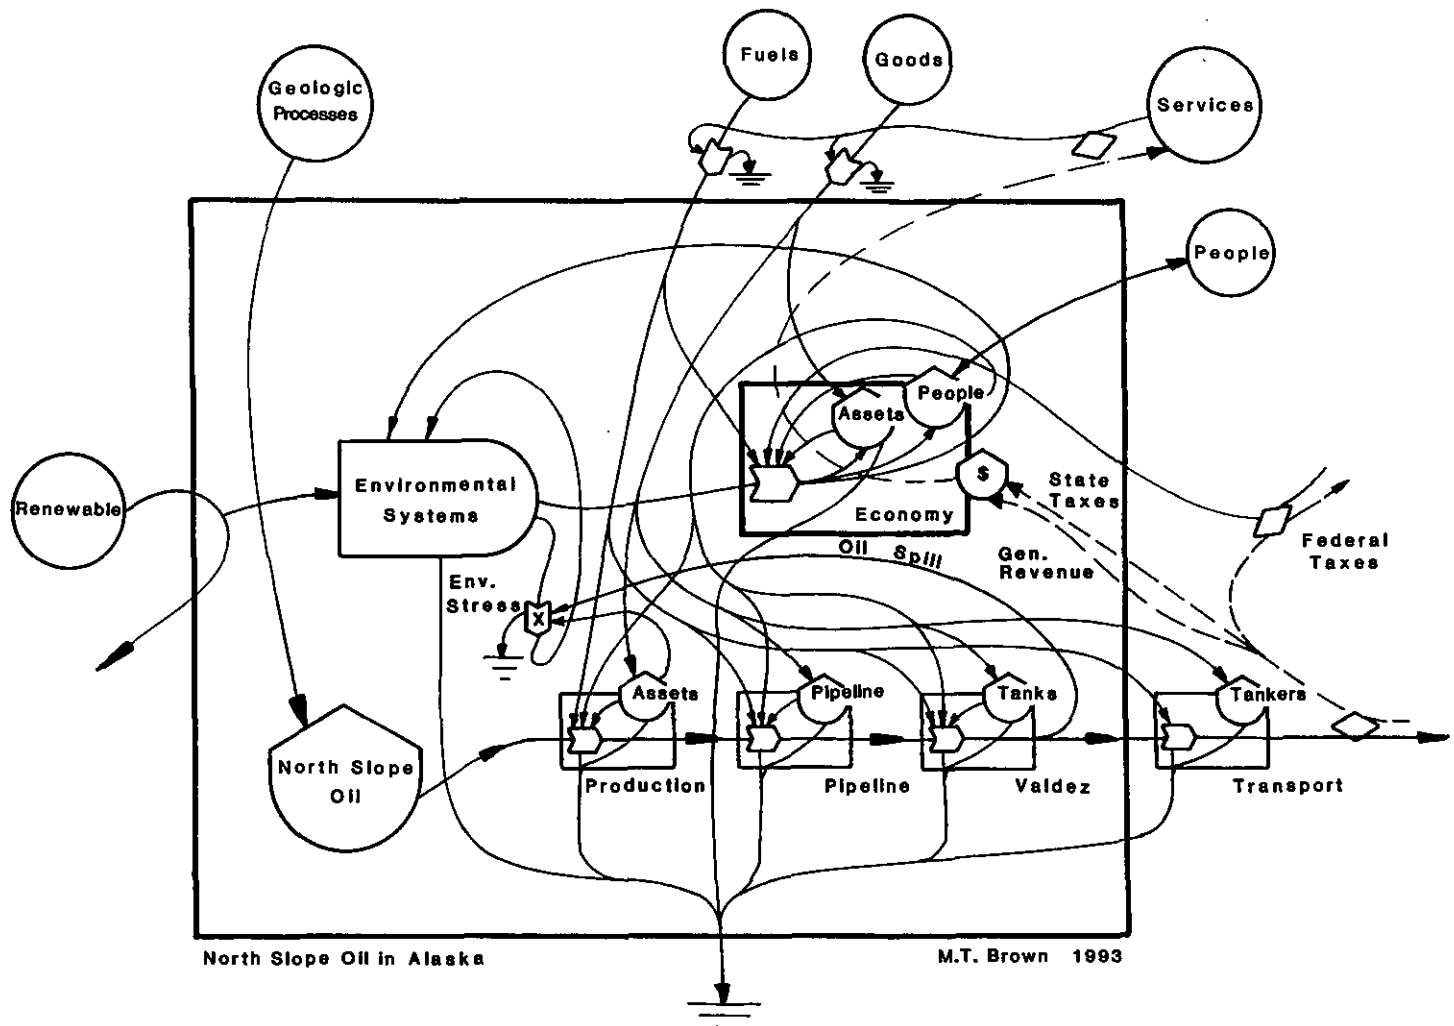 Fuels
Goods
Geologic
Processes
Services
People
People
Assets
$
State
Taxes
Renewable
Environmental
Systems
Economy
Oil Spill
Gen.
Revenue
Federal
Taxes
Env.
Stress
X
Assets
Pipeline
Tanks
Tankers
North Slope
Oil
Production
Pipeline
Valdez
Transport
North Slope Oil in Alaska
M.T. Brown 1993